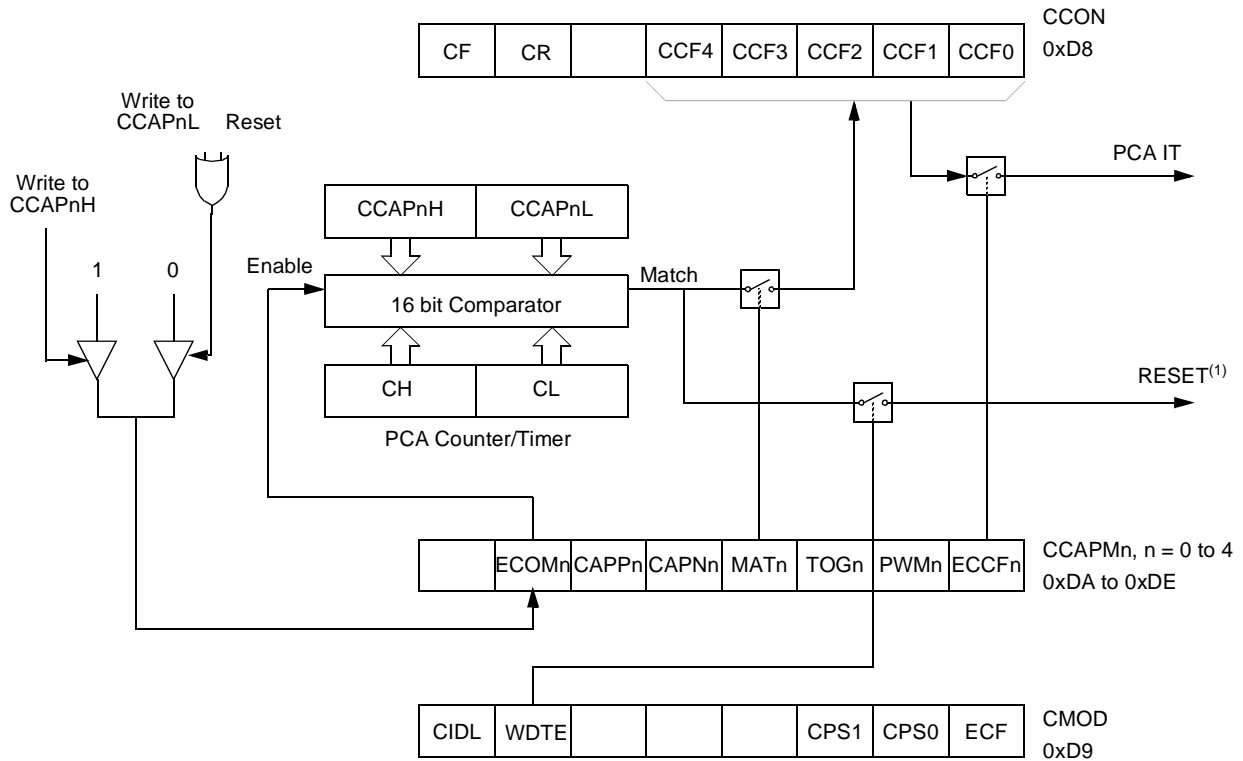 CCON
0xD8
CF CR CCF4 CCF3 CCF2 CCF1 CCF0
Write to
CCAPnL Reset
Write to
CCAPnH
PCA IT
CCAPnH CCAPnL
1 0
Enable
Match
16 bit Comparator
CH CL
RESET(1)
PCA Counter/Timer
ECOMn CAPPn CAPNn MATn TOGn PWMn ECCFn
CCAPMn, n = 0 to 4
0xDA to 0xDE
CIDL WDTE CPS1 CPS0 ECF
CMOD
0xD9